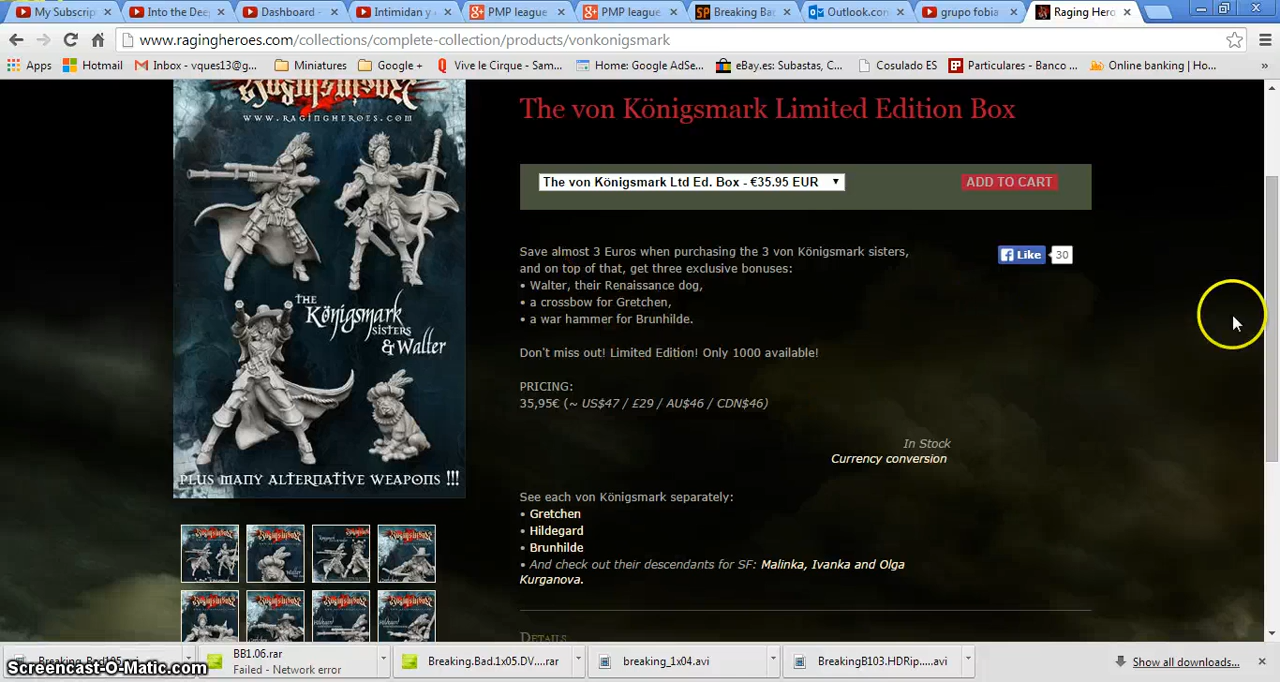 My Subscrip
Into the Dee
Dashboard -
Intimidan y
PMP league
PMP league
Breaking Ba
Outlook.con
grupo fobia
Raging Hero
www.ragingheroes.com/collections/complete-collection/products/vonkonigsmark
Apps
Hotmail
Inbox - vques13@g...
Miniatures
Google +
Vive le Cirque - Sam...
Home: Google AdSe...
eBay.es: Subastas, C...
Cosulado ES
Particulares - Banco ...
Online banking | Ho...
»
WWW.RAGINGHEROES.COM
THE
Königsmark
SISTERS
& Walter
PLUS MANY ALTERNATIVE WEAPONS !!!
The von Königsmark Limited Edition Box
The von Königsmark Ltd Ed. Box - €35.95 EUR
ADD TO CART
Save almost 3 Euros when purchasing the 3 von Königsmark sisters,
and on top of that, get three exclusive bonuses:
• Walter, their Renaissance dog,
• a crossbow for Gretchen,
• a war hammer for Brunhilde.
Like
30
Don't miss out! Limited Edition! Only 1000 available!
PRICING:
35,95€ (~ US$47 / £29 / AU$46 / CDN$46)
In Stock
Currency conversion
See each von Königsmark separately:
• Gretchen
• Hildegard
• Brunhilde
• And check out their descendants for SF: Malinka, Ivanka and Olga
Kurganova.
DETAILS
Screencast-O-Matic.com
BB1.06.rar
Failed - Network error
Breaking.Bad.1x05.DV....rar
breaking_1x04.avi
BreakingB103.HDRip.....avi
Show all downloads...